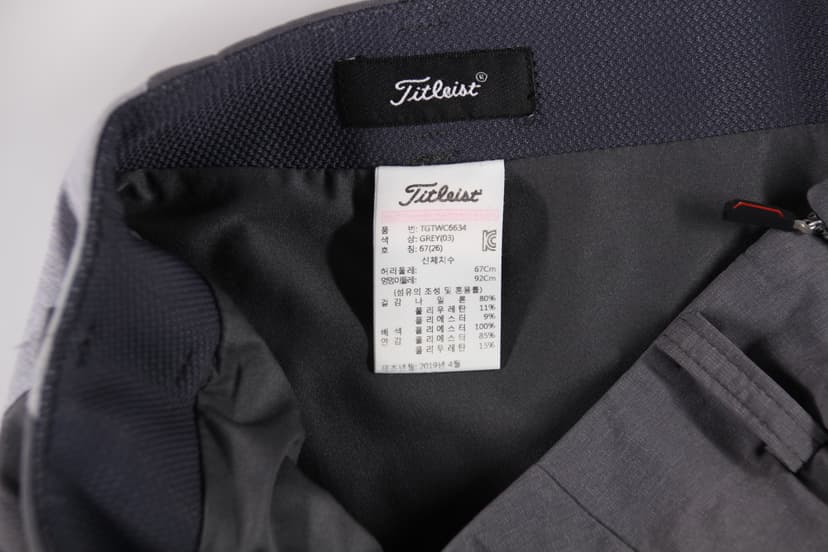 Titleist®
Titleist
품 번: TGTWC6634
색 상: GREY(03)
호 칭: 67(26)
신체치수
허리둘레: 67Cm
엉덩이둘레: 92Cm
(섬유의 조성 및 혼용률)
겉감 나일론 80%
폴리우레탄 11%
폴리에스터 9%
배색 폴리에스터 100%
안감 폴리에스터 85%
폴리우레탄 15%
제조년월: 2019년 4월